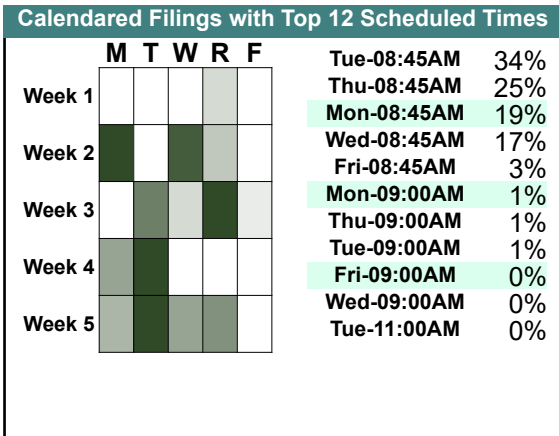 Calendared Filings with Top 12 Scheduled Times
M T W R F
Week 1
Week 2
Week 3
Week 4
Week 5
Tue-08:45AM 34%
Thu-08:45AM 25%
Mon-08:45AM 19%
Wed-08:45AM 17%
Fri-08:45AM 3%
Mon-09:00AM 1%
Thu-09:00AM 1%
Tue-09:00AM 1%
Fri-09:00AM 0%
Wed-09:00AM 0%
Tue-11:00AM 0%